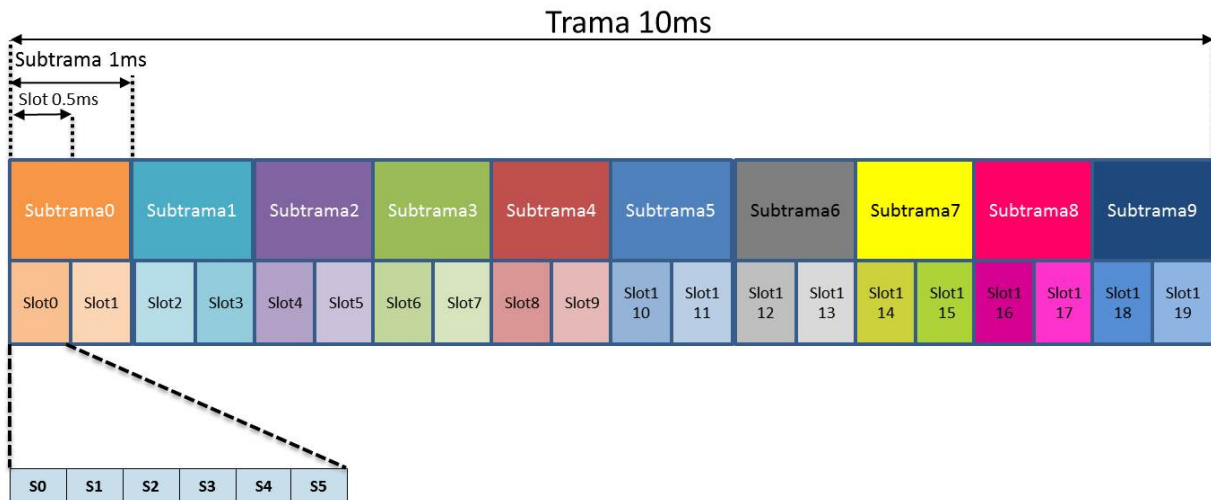 Trama 10ms
Subtrama 1ms
Slot 0.5ms
Subtrama0 Subtrama1 Subtrama2 Subtrama3 Subtrama4 Subtrama5 Subtrama6 Subtrama7 Subtrama8 Subtrama9
Slot0 Slot1 Slot2 Slot3 Slot4 Slot5 Slot6 Slot7 Slot8 Slot9 Slot1 Slot1 Slot1 Slot1 Slot1 Slot1 Slot1 Slot1 Slot1 Slot1
10 11 12 13 14 15 16 17 18 19
S0 S1 S2 S3 S4 S5